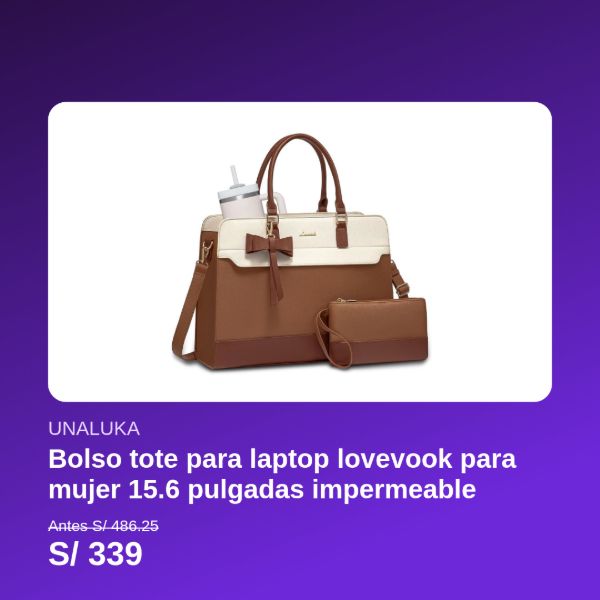 UNALUKA
Bolso tote para laptop lovevook para
mujer 15.6 pulgadas impermeable
Antes S/ 486.25
S/ 339